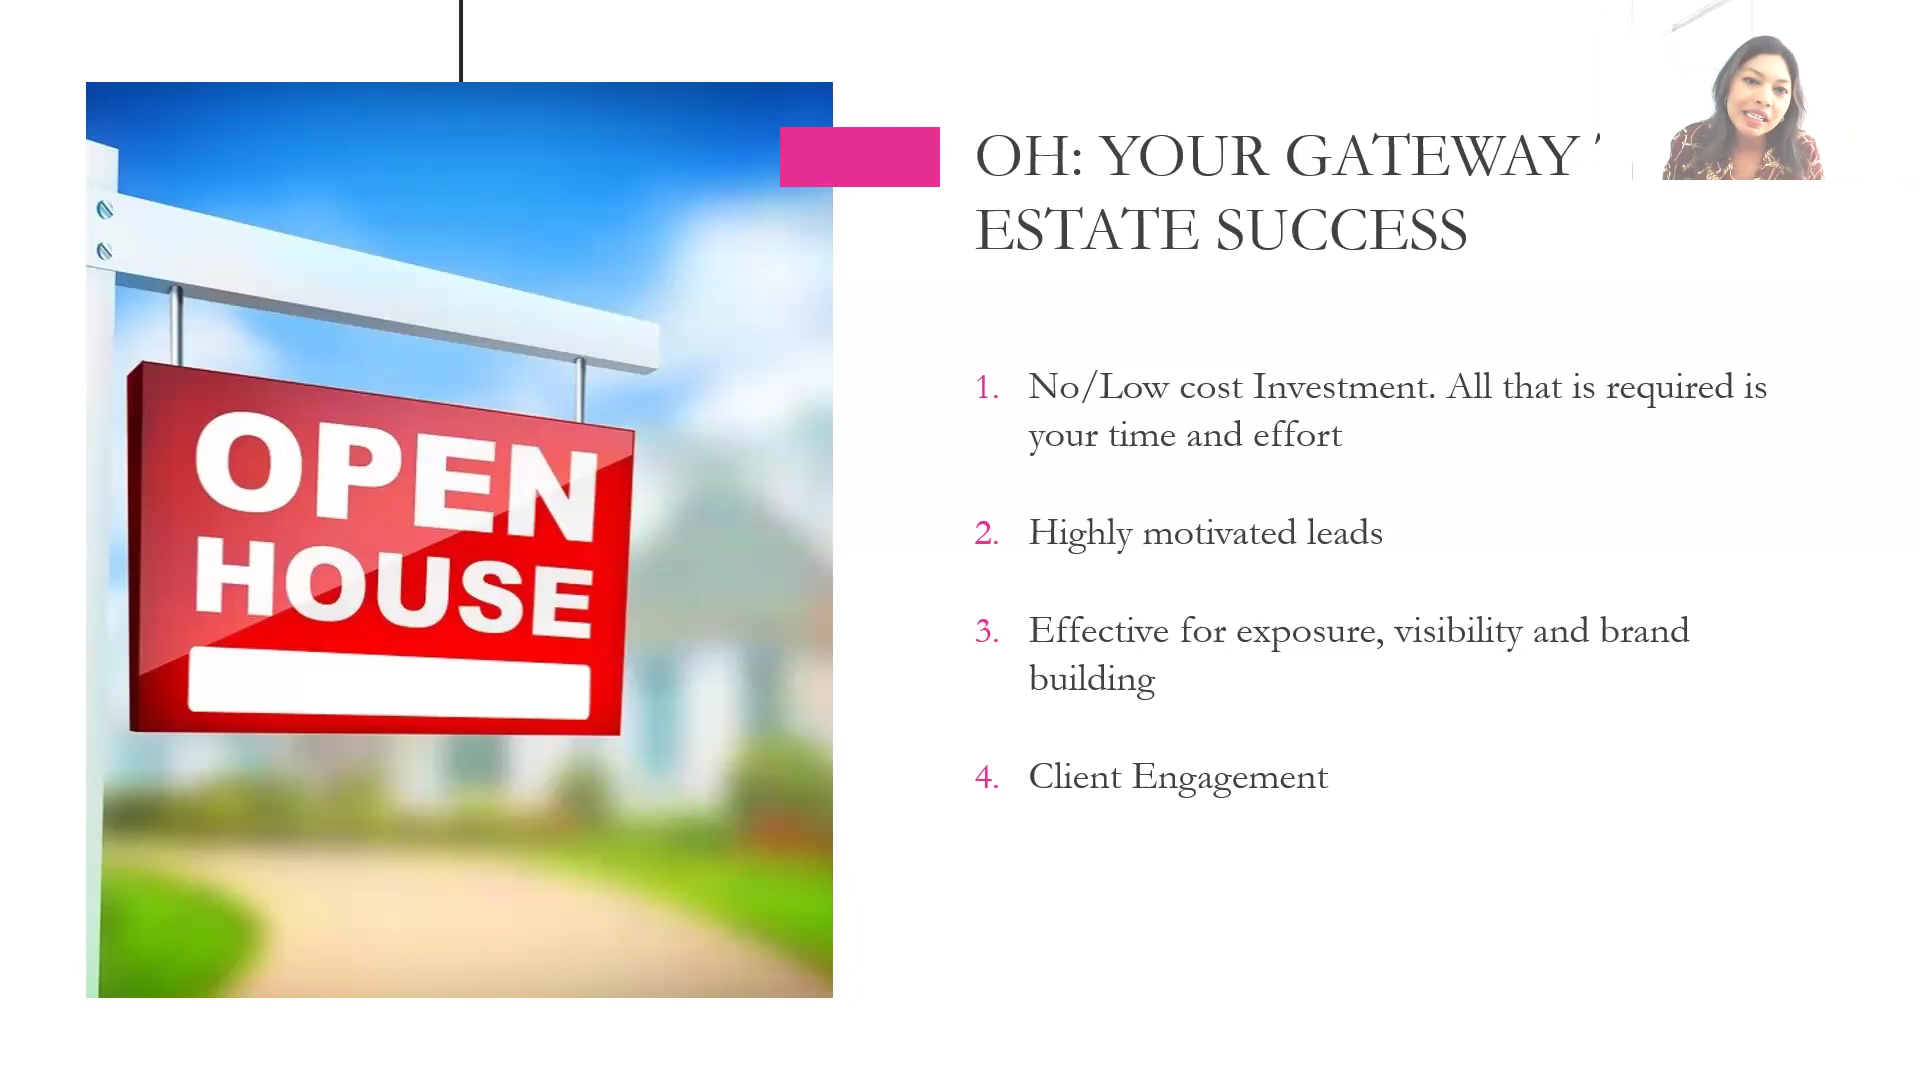 OPEN
HOUSE
OH: YOUR GATEWAY
ESTATE SUCCESS
1. No/Low cost Investment. All that is required is
your time and effort
2. Highly motivated leads
3. Effective for exposure, visibility and brand
building
4. Client Engagement